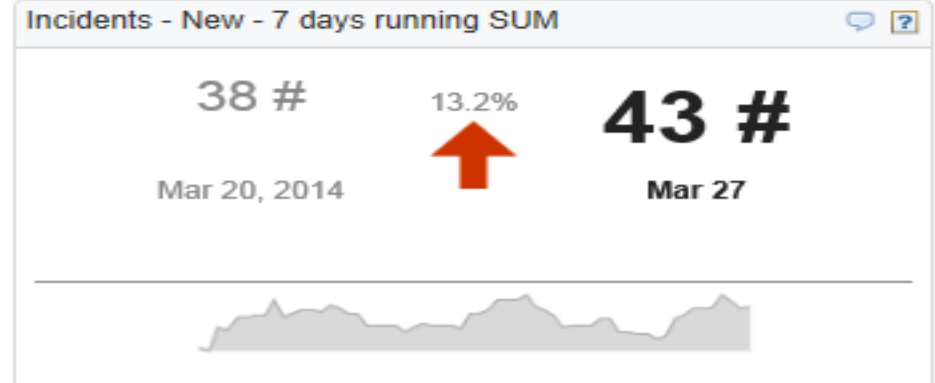 Incidents - New - 7 days running SUM ?
38 # 13.2% 43 #
Mar 20, 2014 Mar 27